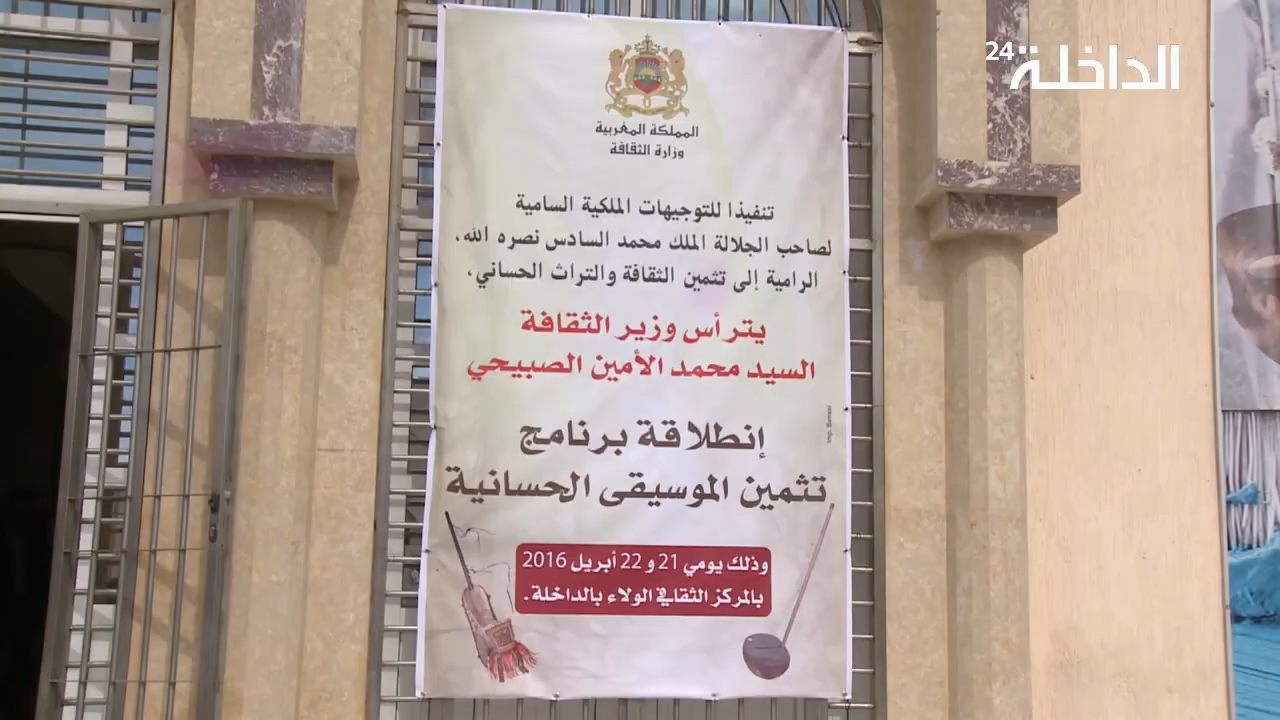 24 الداخلة
المملكة المغربية
وزارة الثقافة
تنفيذا للتوجيهات الملكية السامية
لصاحب الجلالة الملك محمد السادس نصره الله،
الرامية إلى تثمين الثقافة والتراث الحساني،
يترأس وزير الثقافة
السيد محمد الأمين الصبيحي
إنطلاقة برنامج
تثمين الموسيقى الحسانية
وذلك يومي 21 و 22 أبريل 2016
بالمركز الثقافي الولاء بالداخلة.